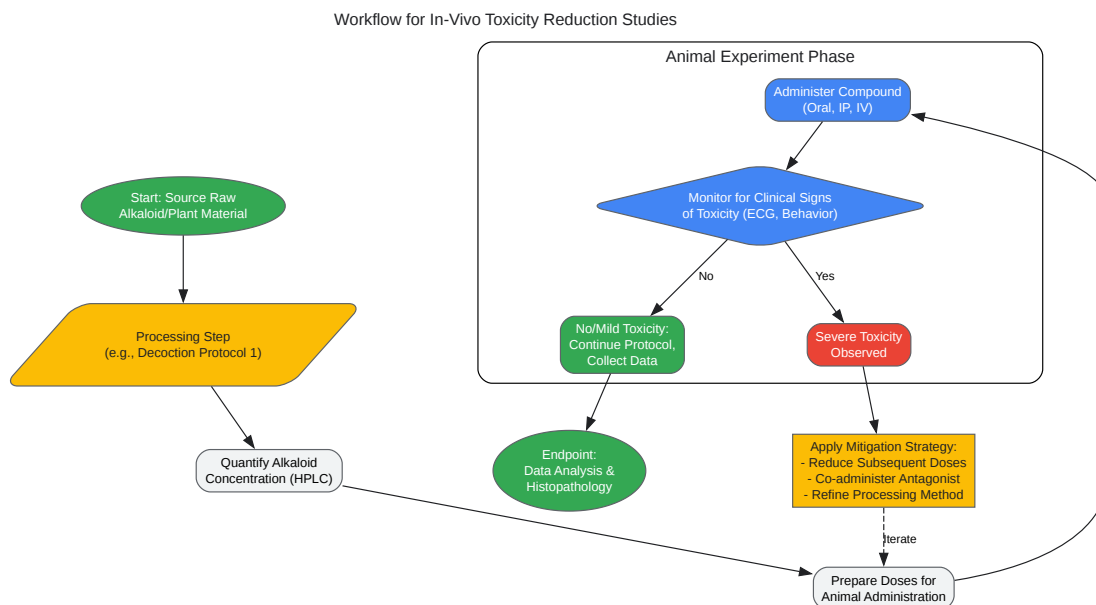 Workflow for In-Vivo Toxicity Reduction Studies
Animal Experiment Phase
Administer Compound
(Oral, IP, IV)
Monitor for Clinical Signs
of Toxicity (ECG, Behavior)
Start: Source Raw
Alkaloid/Plant Material
No
Yes
Processing Step
(e.g., Decoction Protocol 1)
No/Mild Toxicity:
Continue Protocol,
Collect Data
Severe Toxicity
Observed
Quantify Alkaloid
Concentration (HPLC)
Endpoint:
Data Analysis &
Histopathology
Apply Mitigation Strategy:
- Reduce Subsequent Doses
- Co-administer Antagonist
- Refine Processing Method
Iterate
Prepare Doses for
Animal Administration